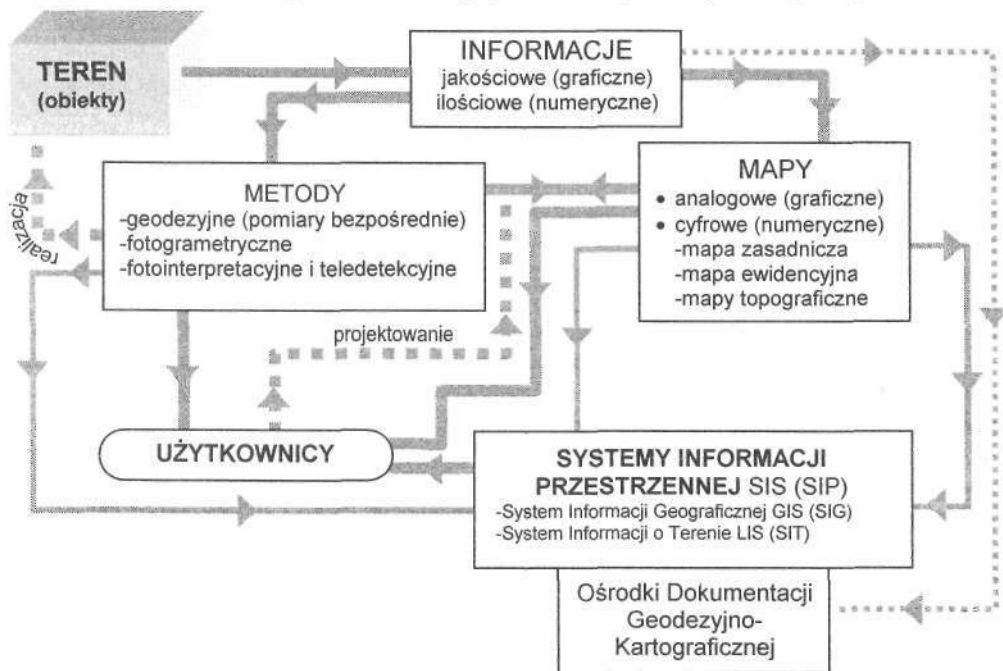 TEREN
(obiekty)
INFORMACJE
jakościowe (graficzne)
ilościowe (numeryczne)
METODY
-geodezyjne (pomiary bezpośrednie)
-fotogrametryczne
-fotointerpretacyjne i teledetekcyjne
MAPY
• analogowe (graficzne)
• cyfrowe (numeryczne)
-mapa zasadnicza
-mapa ewidencyjna
-mapy topograficzne
realizacja
projektowanie
UŻYTKOWNICY
SYSTEMY INFORMACJI
PRZESTRZENNEJ SIS (SIP)
-System Informacji Geograficznej GIS (SIG)
-System Informacji o Terenie LIS (SIT)
Ośrodki Dokumentacji
Geodezyjno-
Kartograficznej